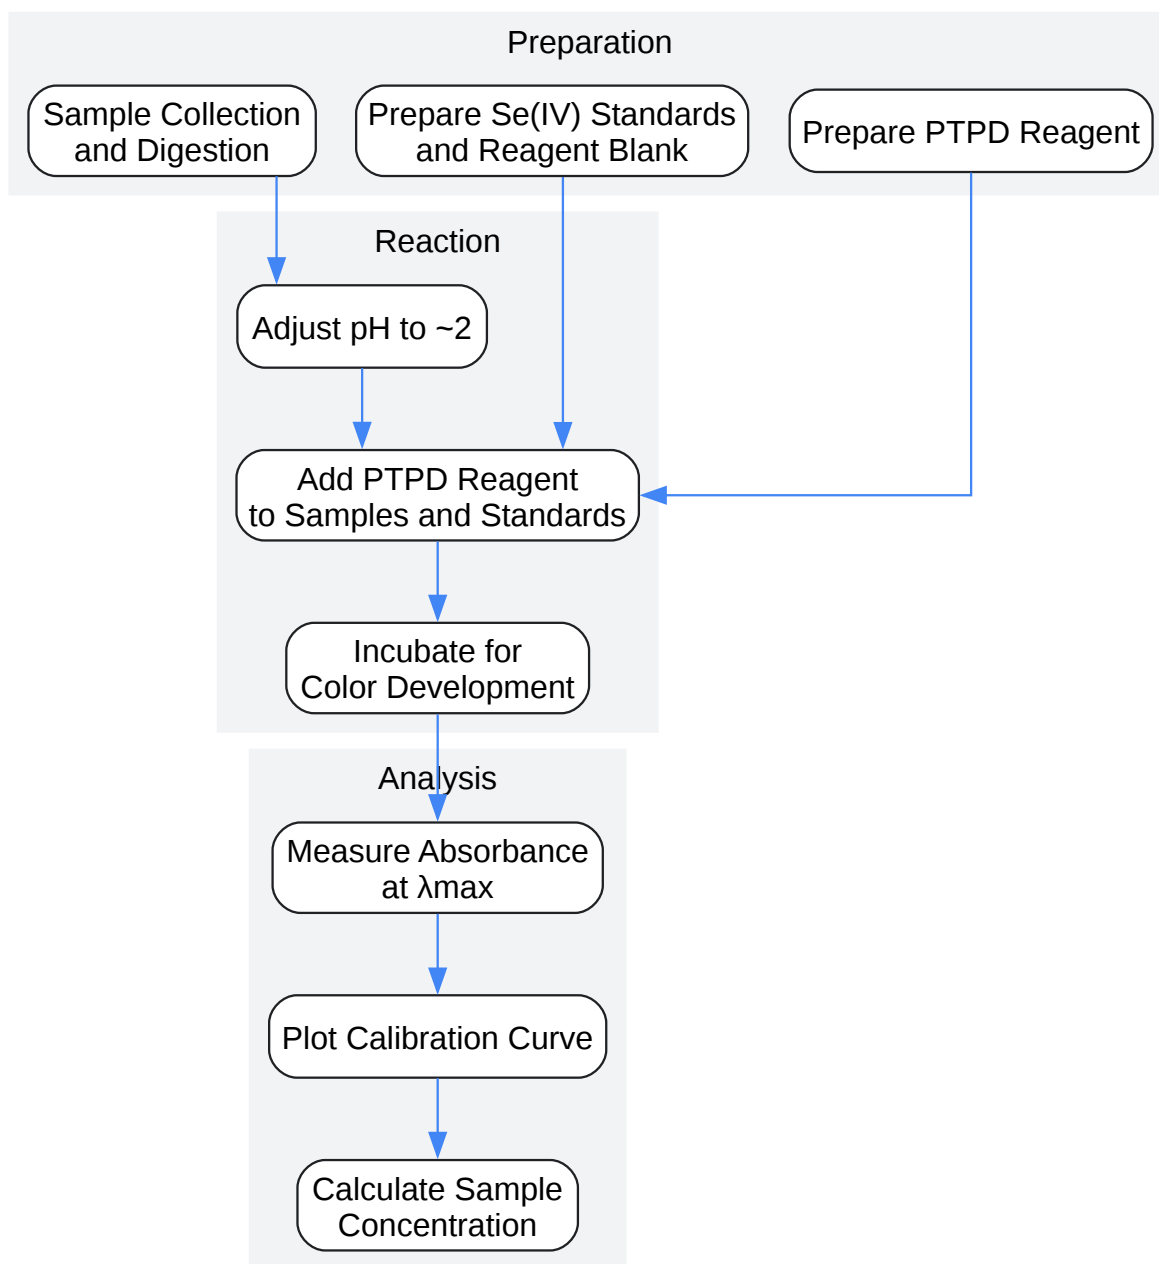 Preparation
Sample Collection
and Digestion
Prepare Se(IV) Standards
and Reagent Blank
Prepare PTPD Reagent
Reaction
Adjust pH to ~2
Add PTPD Reagent
to Samples and Standards
Incubate for
Color Development
Analysis
Measure Absorbance
at λmax
Plot Calibration Curve
Calculate Sample
Concentration